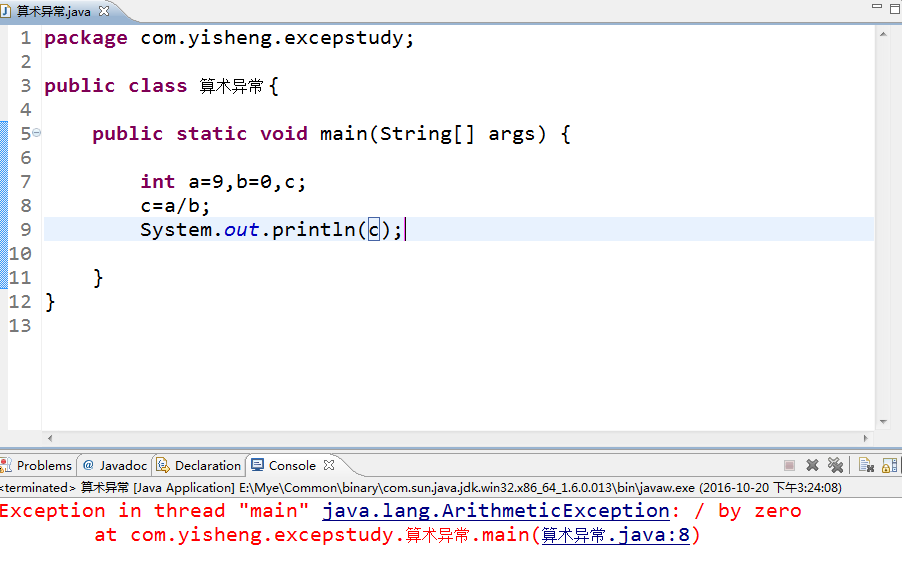 算术异常.java
1 package com.yisheng.excepstudy;
2
3 public class 算术异常 {
4
5 public static void main(String[] args) {
6
7 int a=9,b=0,c;
8 c=a/b;
9 System.out.println(c);
10
11 }
12 }
13
Problems @ Javadoc Declaration Console
<terminated> 算术异常 [Java Application] E:\Mye\Common\binary\com.sun.java.jdk.win32.x86_64_1.6.0.013\bin\javaw.exe (2016-10-20 下午3:24:08)
Exception in thread "main" java.lang.ArithmeticException: / by zero
at com.yisheng.excepstudy.算术异常.main(算术异常.java:8)